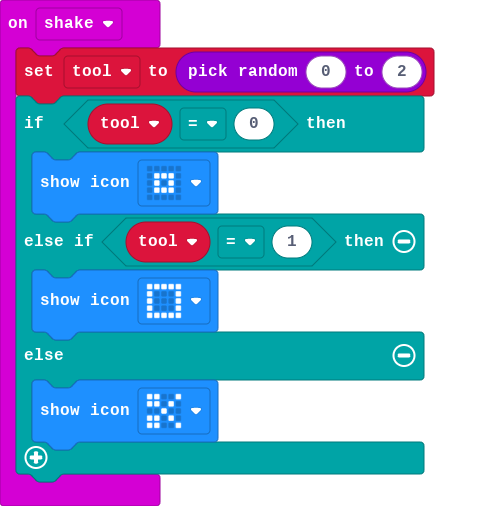 on shake
set tool to pick random 0 to 2
if tool = 0 then
show icon
else if tool = 1 then
show icon
else
show icon